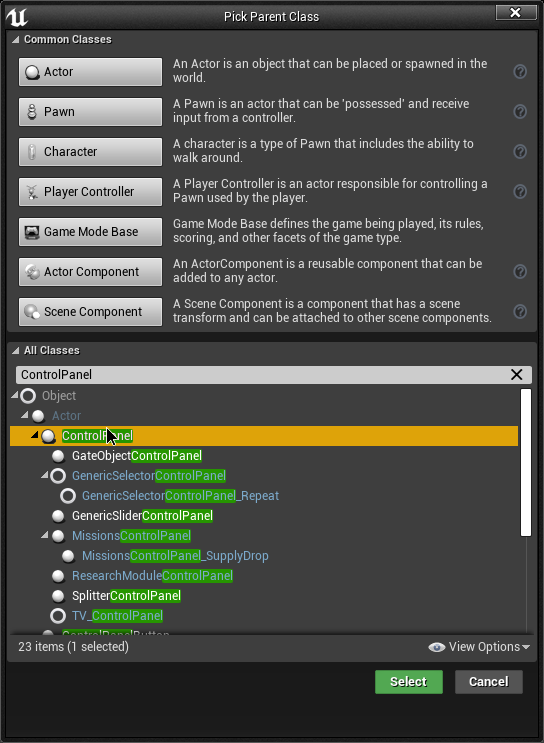 Pick Parent Class
Common Classes
Actor
An Actor is an object that can be placed or spawned in the
world.
Pawn
A Pawn is an actor that can be 'possessed' and receive
input from a controller.
Character
A character is a type of Pawn that includes the ability to
walk around.
Player Controller
A Player Controller is an actor responsible for controlling a
Pawn used by the player.
Game Mode Base
Game Mode Base defines the game being played, its rules,
scoring, and other facets of the game type.
Actor Component
An ActorComponent is a reusable component that can be
added to any actor.
Scene Component
A Scene Component is a component that has a scene
transform and can be attached to other scene components.
All Classes
ControlPanel
Object
Actor
ControlPanel
GateObjectControlPanel
GenericSelectorControlPanel
GenericSelectorControlPanel_Repeat
GenericSliderControlPanel
MissionsControlPanel
MissionsControlPanel_SupplyDrop
ResearchModuleControlPanel
SplitterControlPanel
TV_ControlPanel
ControlPanelButton
23 items (1 selected)
View Options
Select
Cancel